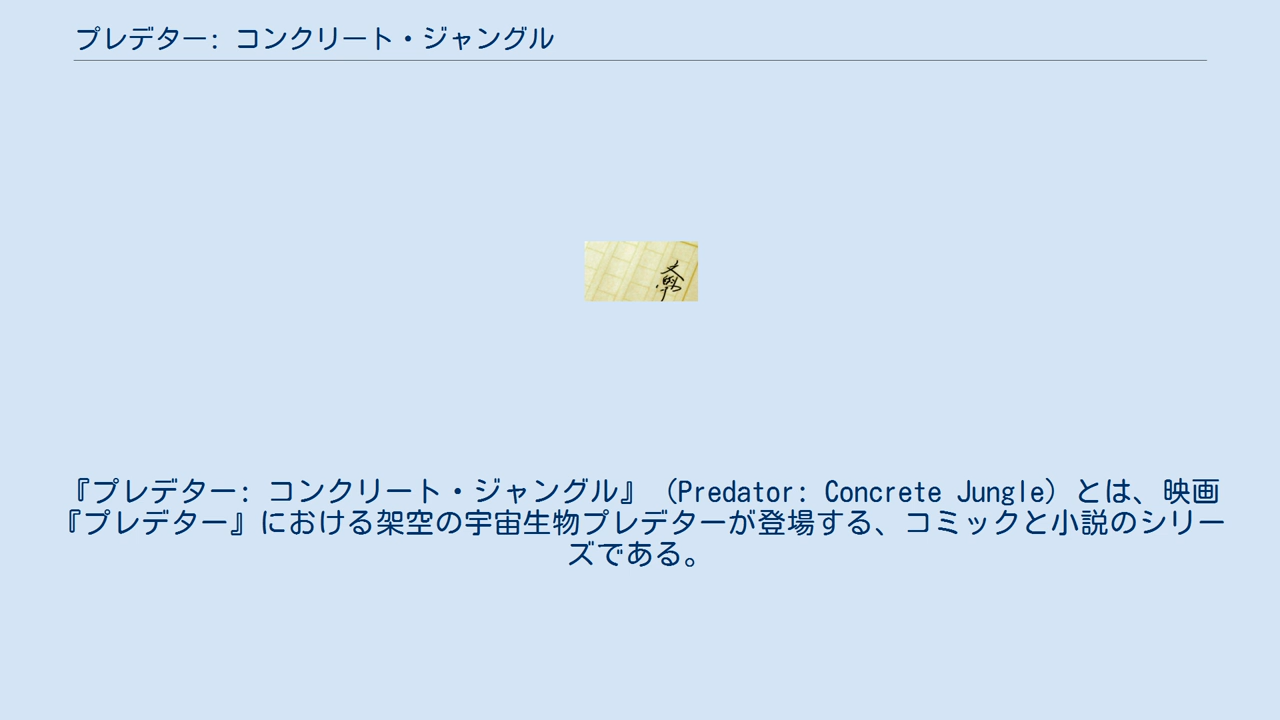 プレデター: コンクリート・ジャングル
『プレデター: コンクリート・ジャングル』（Predator: Concrete Jungle）とは、映画
『プレデター』における架空の宇宙生物プレデターが登場する、コミックと小説のシリー
ズである。